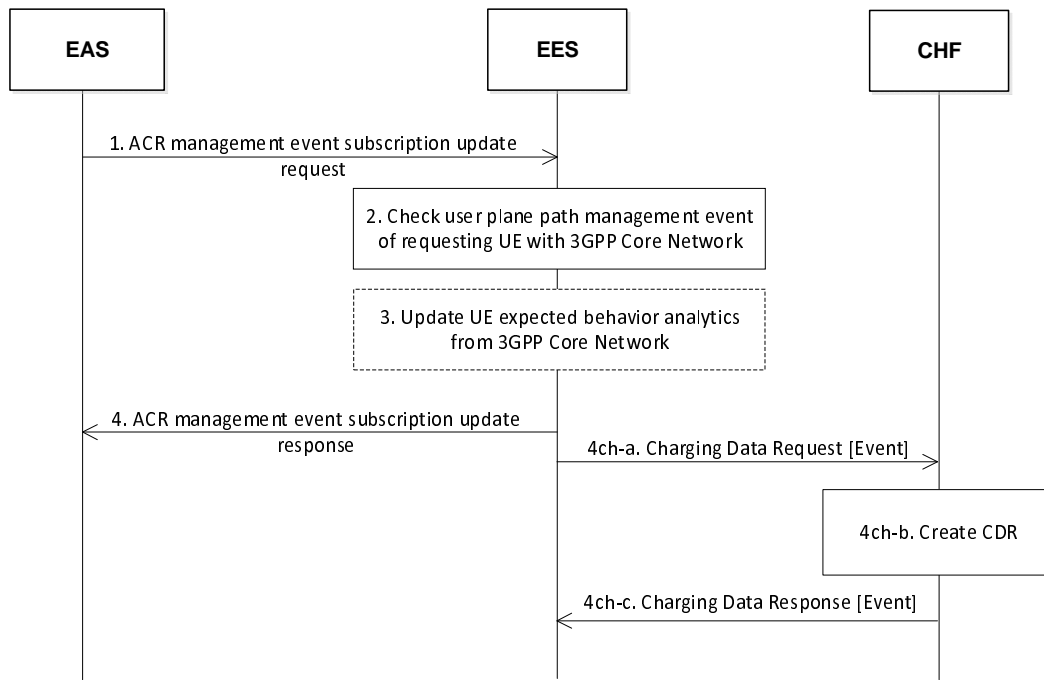 EAS
EES
CHF
1. ACR management event subscription update
request
2. Check user plane path management event
of requesting UE with 3GPP Core Network
3. Update UE expected behavior analytics
from 3GPP Core Network
4. ACR management event subscription update
response
4ch-a. Charging Data Request [Event]
4ch-b. Create CDR
4ch-c. Charging Data Response [Event]